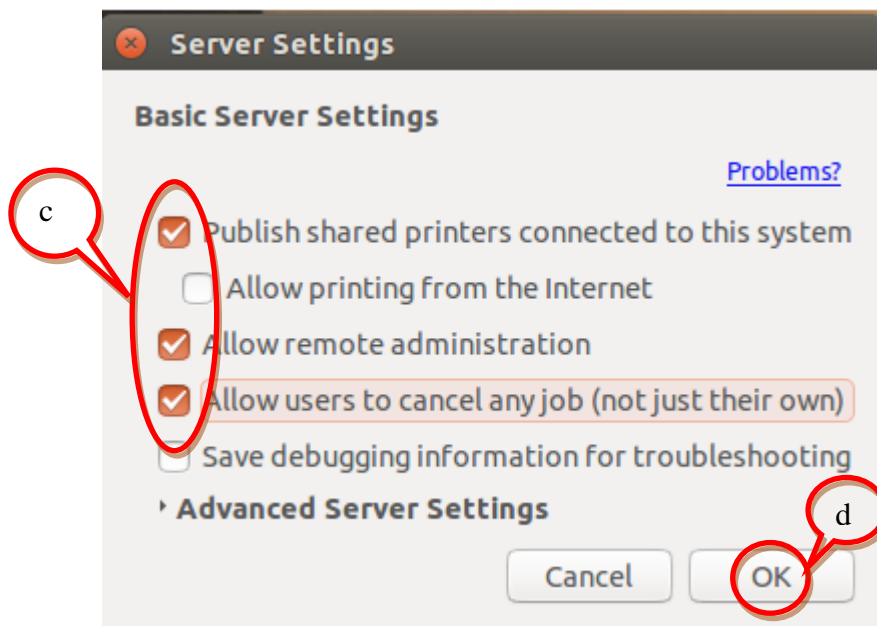 Server Settings
Basic Server Settings
Problems?
c
Publish shared printers connected to this system
Allow printing from the Internet
Allow remote administration
Allow users to cancel any job (not just their own)
Save debugging information for troubleshooting
Advanced Server Settings
d
Cancel
OK